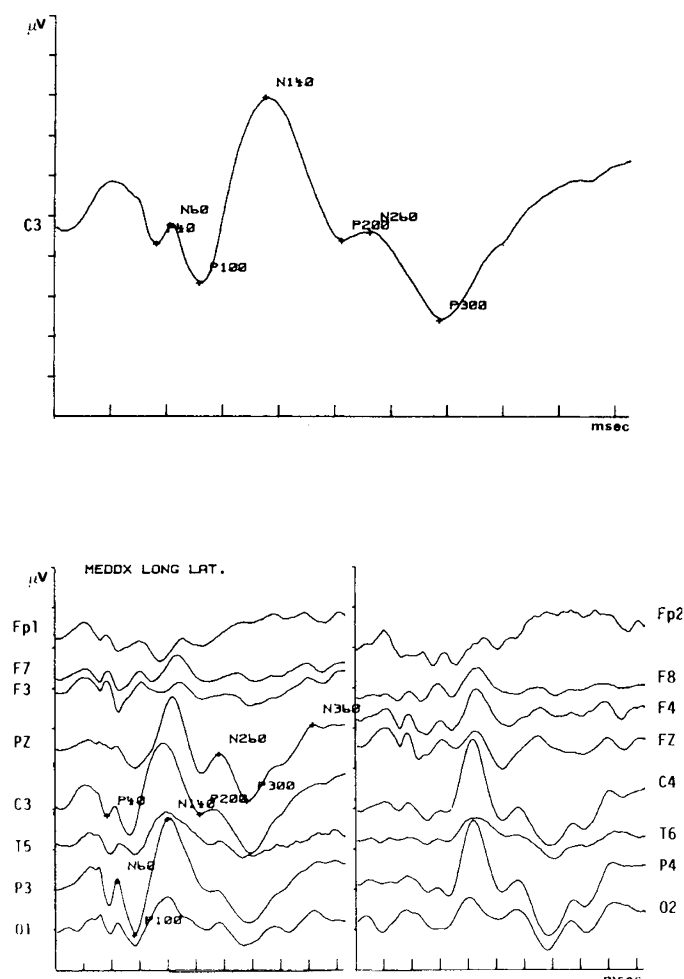 μV
N140
N60
P40
C3
P200
N260
P100
P300
msec
μV
MEDDX LONG LAT.
Fp1
F7
F3
PZ
C3
T5
P3
O1
N360
N260
P300
P40
N140
P200
N60
P100
Fp2
F8
F4
FZ
C4
T6
P4
O2
msec